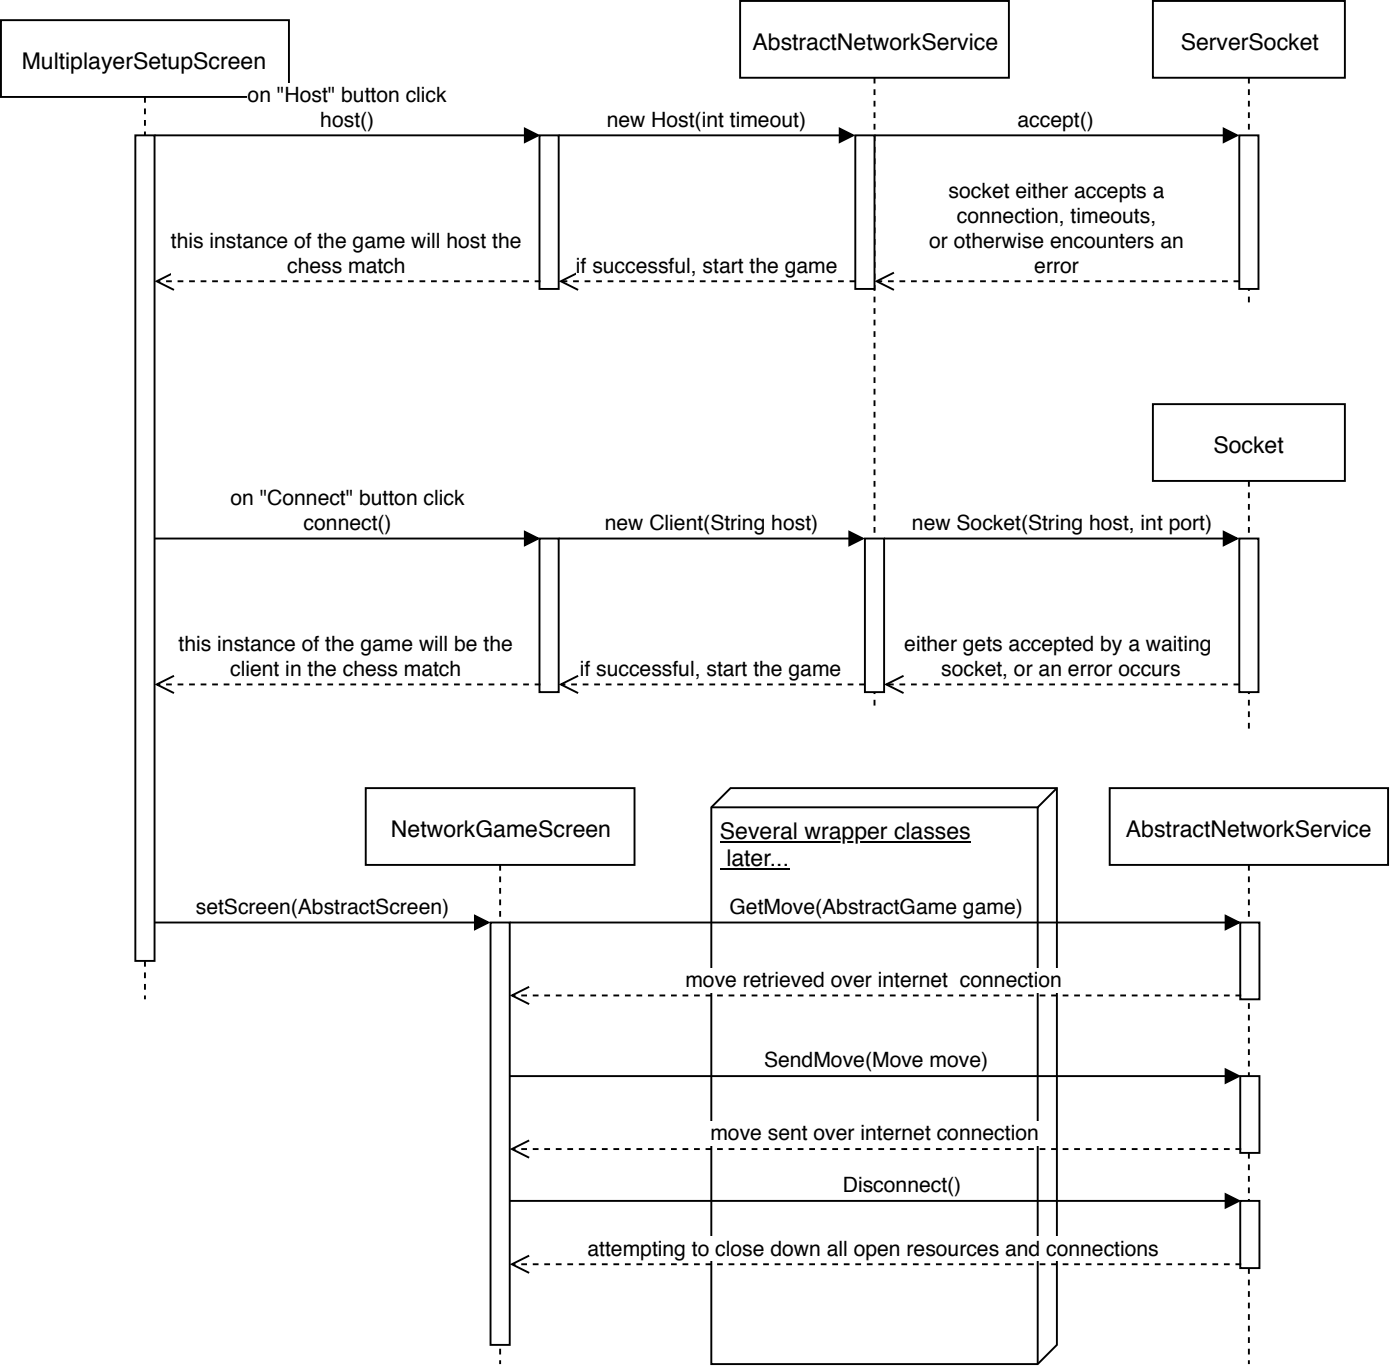 MultiplayerSetupScreen
AbstractNetworkService
ServerSocket
on "Host" button click
host()
new Host(int timeout)
accept()
socket either accepts a
connection, timeouts,
or otherwise encounters an
error
this instance of the game will host the
chess match
if successful, start the game
Socket
on "Connect" button click
connect()
new Client(String host)
new Socket(String host, int port)
this instance of the game will be the
client in the chess match
if successful, start the game
either gets accepted by a waiting
socket, or an error occurs
NetworkGameScreen
Several wrapper classes
later...
AbstractNetworkService
setScreen(AbstractScreen)
GetMove(AbstractGame game)
move retrieved over internet  connection
SendMove(Move move)
move sent over internet connection
Disconnect()
attempting to close down all open resources and connections